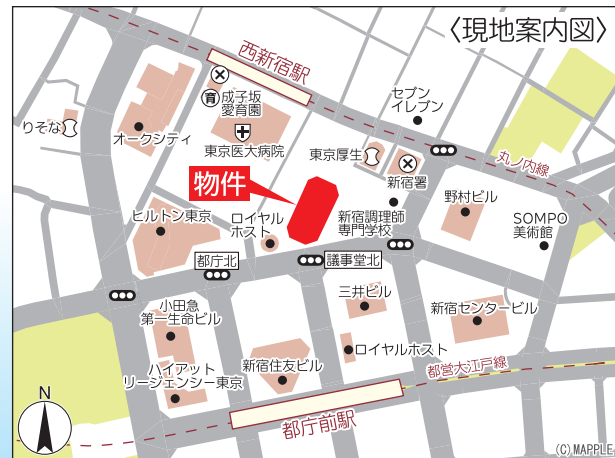 〈現地案内図〉
西新宿駅
セブン
イレブン
育
成子坂
愛育園
りそな
オークシティ
東京医大病院
東京厚生
丸ノ内線
新宿署
物件
野村ビル
SOMPO
美術館
ヒルトン東京
ロイヤル
ホスト
新宿調理師
専門学校
都庁北
議事堂北
三井ビル
小田急
第一生命ビル
新宿センタービル
ロイヤルホスト
都営大江戸線
新宿住友ビル
ハイアット
リージェンシー東京
都庁前駅
N
(C)MAPPLE